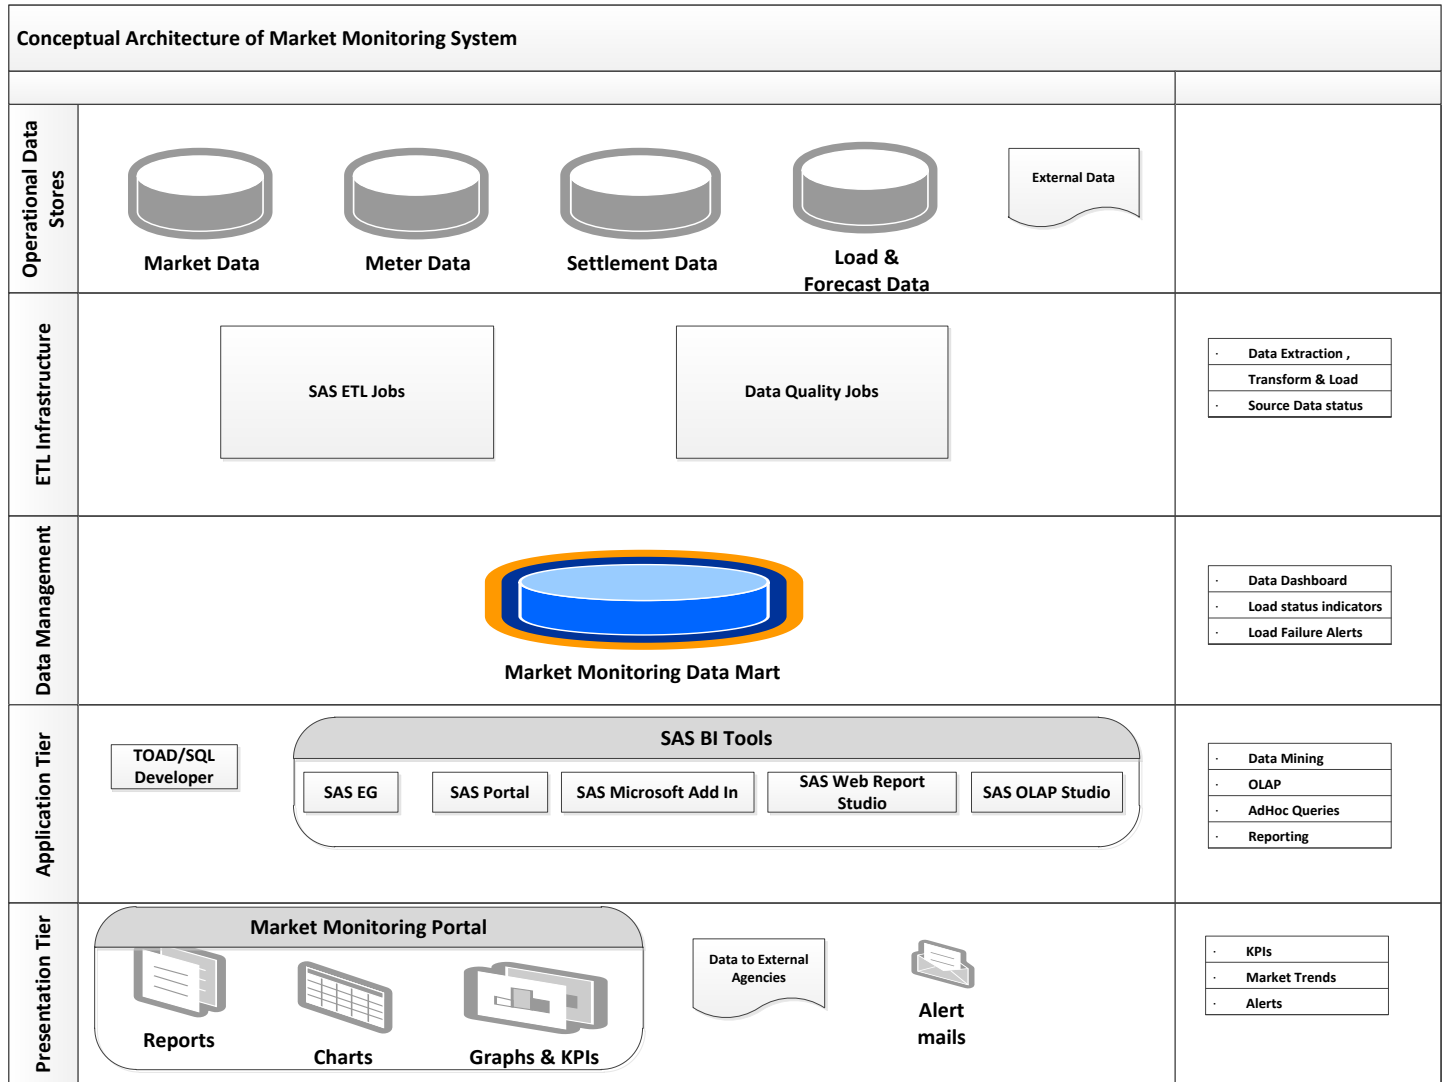 Conceptual Architecture of Market Monitoring System
Operational Data
Stores
Market Data
Meter Data
Settlement Data
Load &
Forecast Data
External Data
ETL Infrastructure
SAS ETL Jobs
Data Quality Jobs
· Data Extraction ,
Transform & Load
· Source Data status
Data Management
Market Monitoring Data Mart
· Data Dashboard
· Load status indicators
· Load Failure Alerts
Application Tier
TOAD/SQL
Developer
SAS BI Tools
SAS EG
SAS Portal
SAS Microsoft Add In
SAS Web Report
Studio
SAS OLAP Studio
· Data Mining
· OLAP
· AdHoc Queries
· Reporting
Presentation Tier
Market Monitoring Portal
Reports
Charts
Graphs & KPIs
Data to External
Agencies
Alert
mails
· KPIs
· Market Trends
· Alerts